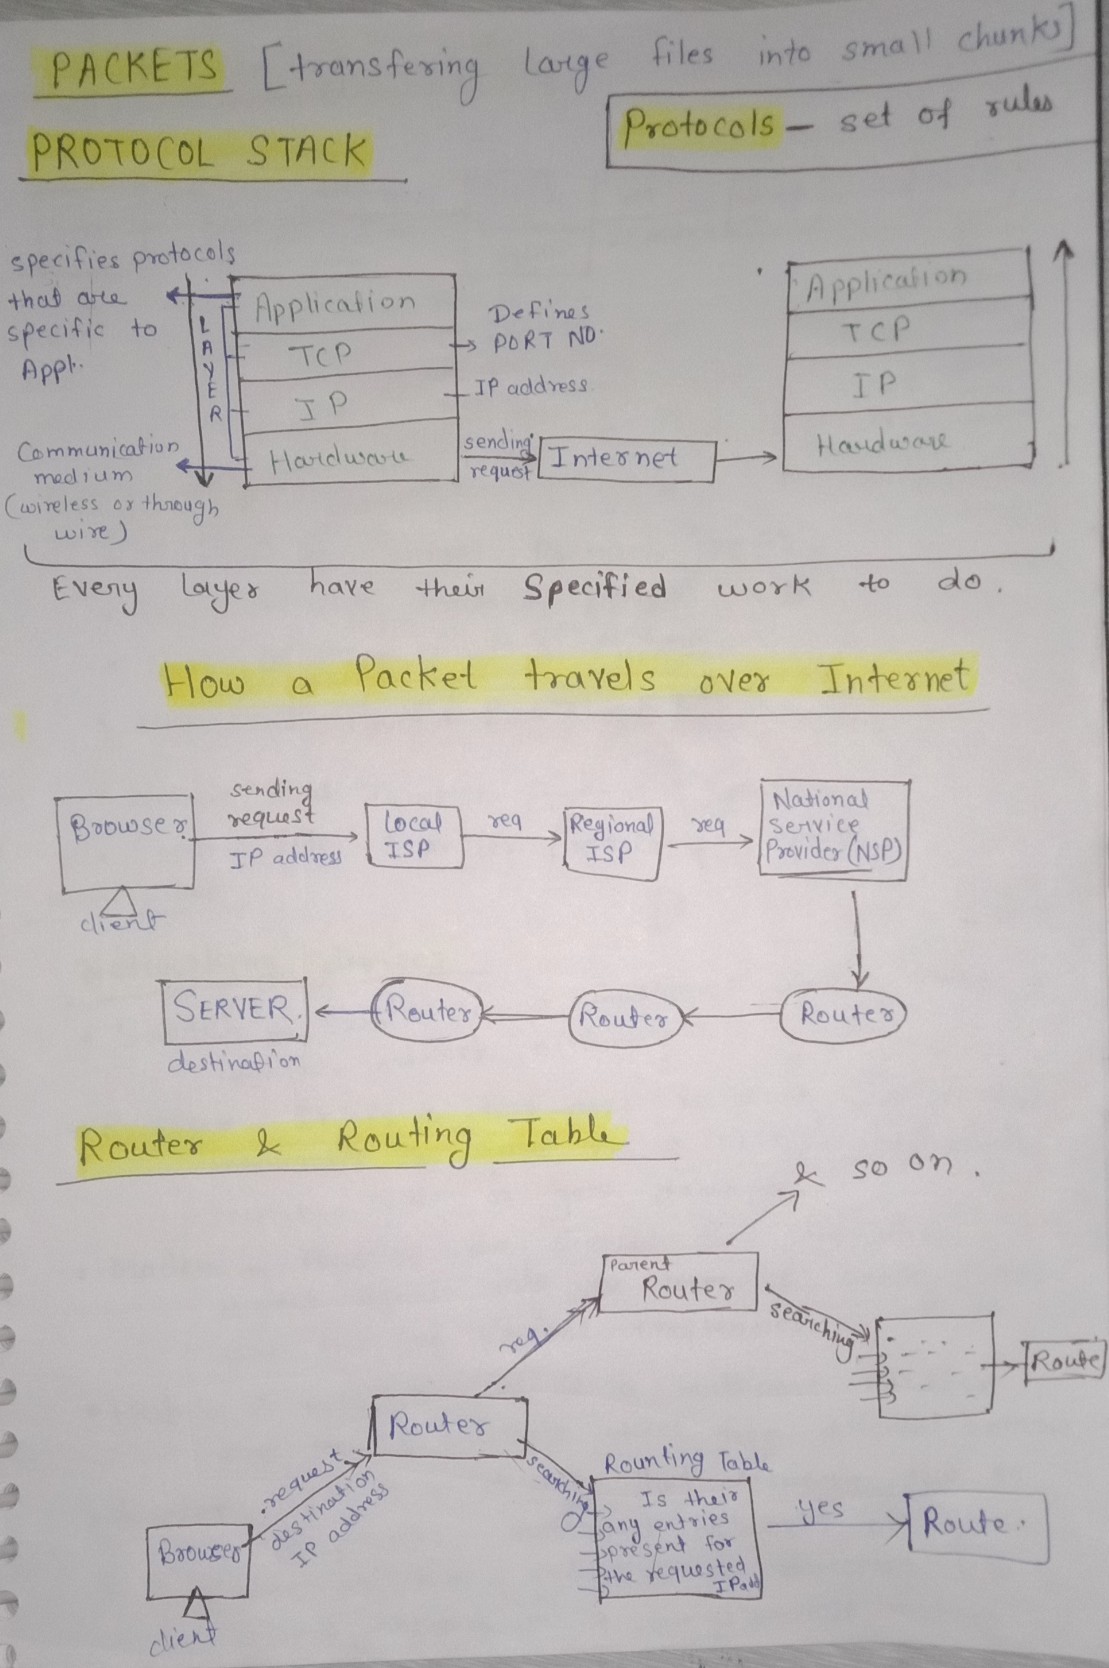 PACKETS [transfering large files into small chunks]
Protocols - set of rules
PROTOCOL STACK
specifies protocols
that are
specific to
Appl.
LAYER
Communication
medium
(wireless or through
wire)
Application
TCP
IP
Hardware
Defines
PORT NO.
IP address
sending
request
Internet
Application
TCP
IP
Hardware
Every layer have their Specified work to do.
How a Packet travels over Internet
Browser
client
sending
request
IP address
Local
ISP
req
Regional
ISP
req
National
Service
Provider (NSP)
Router
Router
Router
SERVER.
destination
Router & Routing Table
& so on.
Parent
Router
searching
Route
req.
Router
searching
Rounting Table
Is their
any entries
present for
the requested
IP add
yes
Route.
request
destination
IP address
Browser
client